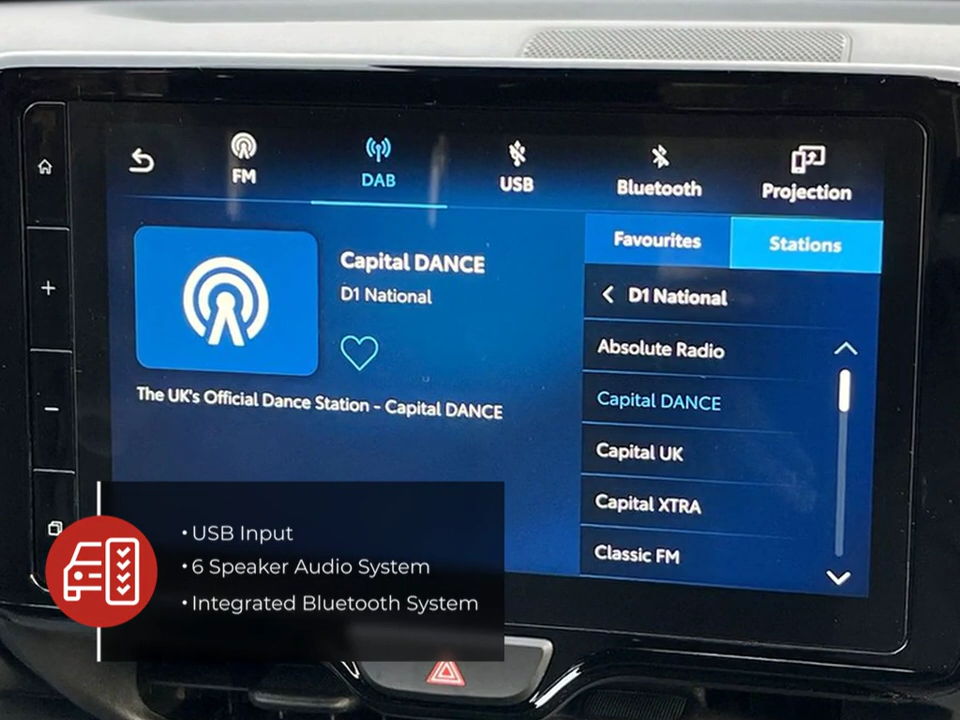 FM
DAB
USB
Bluetooth
Projection
Capital DANCE
D1 National
The UK's Official Dance Station - Capital DANCE
Favourites
Stations
D1 National
Absolute Radio
Capital DANCE
Capital UK
Capital XTRA
Classic FM
• USB Input
• 6 Speaker Audio System
• Integrated Bluetooth System